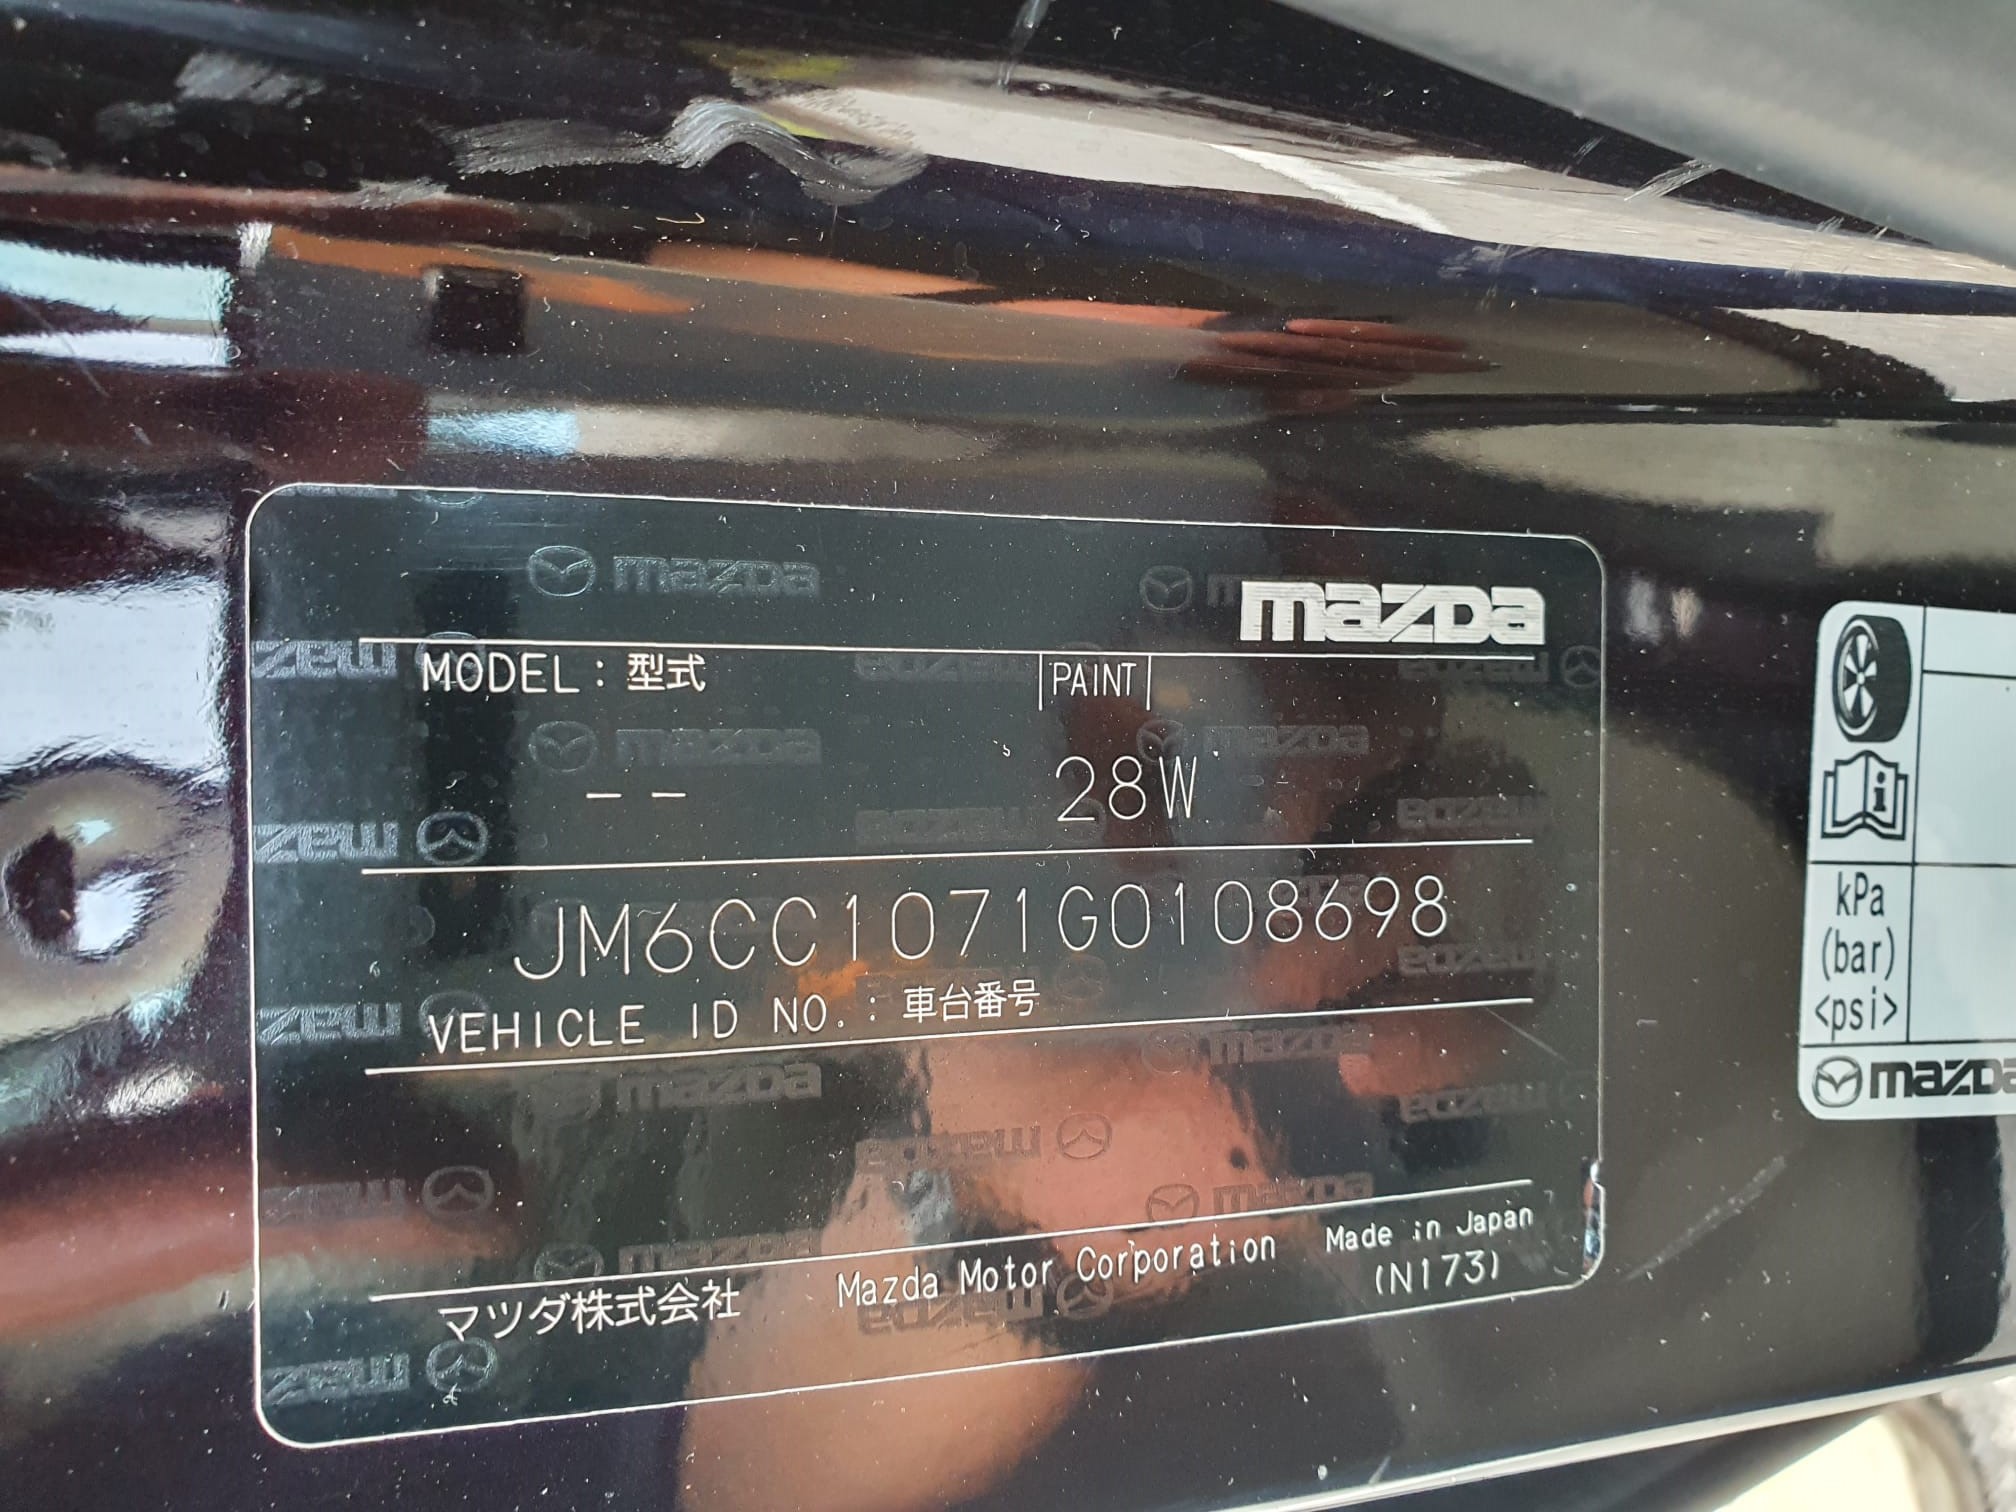 mazda
MODEL : 型式
PAINT
--
28W
JM6CC1071G0108698
VEHICLE ID NO. : 車台番号
マツダ株式会社
Mazda Motor Corporation
Made in Japan
(N173)
kPa
(bar)
<psi>
mazda